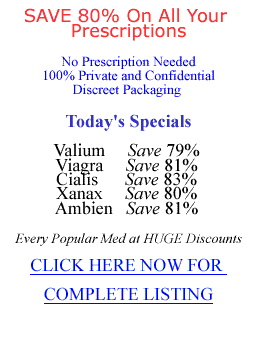 SAVE 80% On All Your
Prescriptions
No Prescription Needed
100% Private and Confidential
Discreet Packaging
Today's Specials
Valium Save 79%
Viagra Save 81%
Cialis Save 83%
Xanax Save 80%
Ambien Save 81%
Every Popular Med at HUGE Discounts
CLICK HERE NOW FOR
COMPLETE LISTING